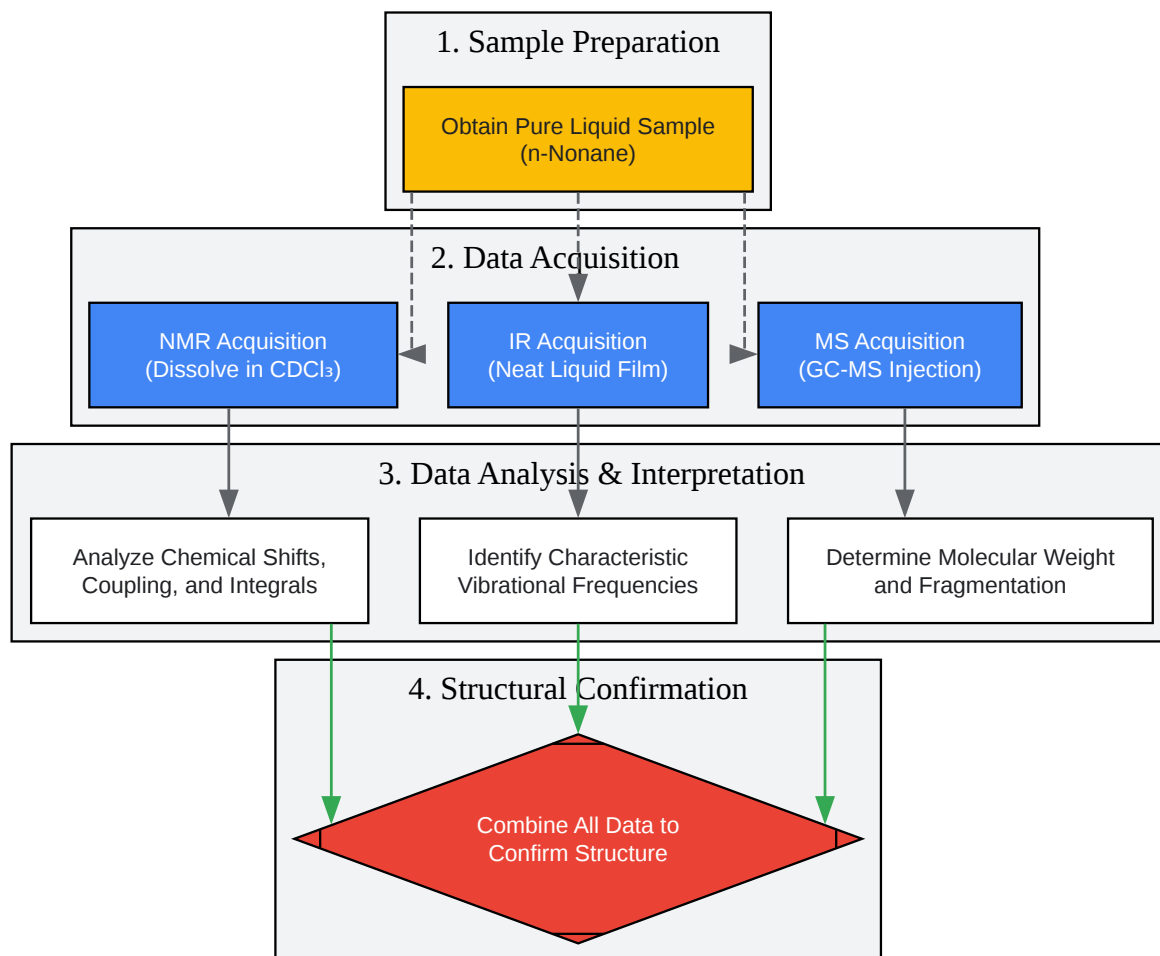 1. Sample Preparation
Obtain Pure Liquid Sample
(n-Nonane)
2. Data Acquisition
NMR Acquisition
(Dissolve in CDCl₃)
IR Acquisition
(Neat Liquid Film)
MS Acquisition
(GC-MS Injection)
3. Data Analysis & Interpretation
Analyze Chemical Shifts,
Coupling, and Integrals
Identify Characteristic
Vibrational Frequencies
Determine Molecular Weight
and Fragmentation
4. Structural Confirmation
Combine All Data to
Confirm Structure